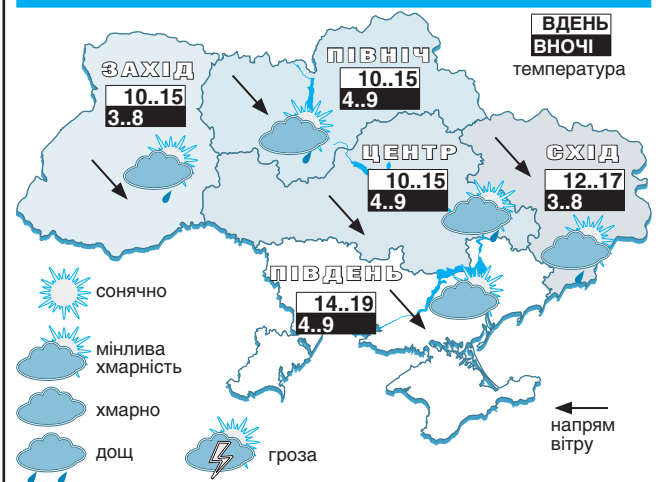 ВДЕНЬ
ВНОЧІ
температура
ПІВНІЧ
10..15
4..9
ЗАХІД
10..15
3..8
ЦЕНТР
10..15
4..9
СХІД
12..17
3..8
ПІВДЕНЬ
14..19
4..9
сонячно
мінлива
хмарність
хмарно
дощ
гроза
напрям
вітру